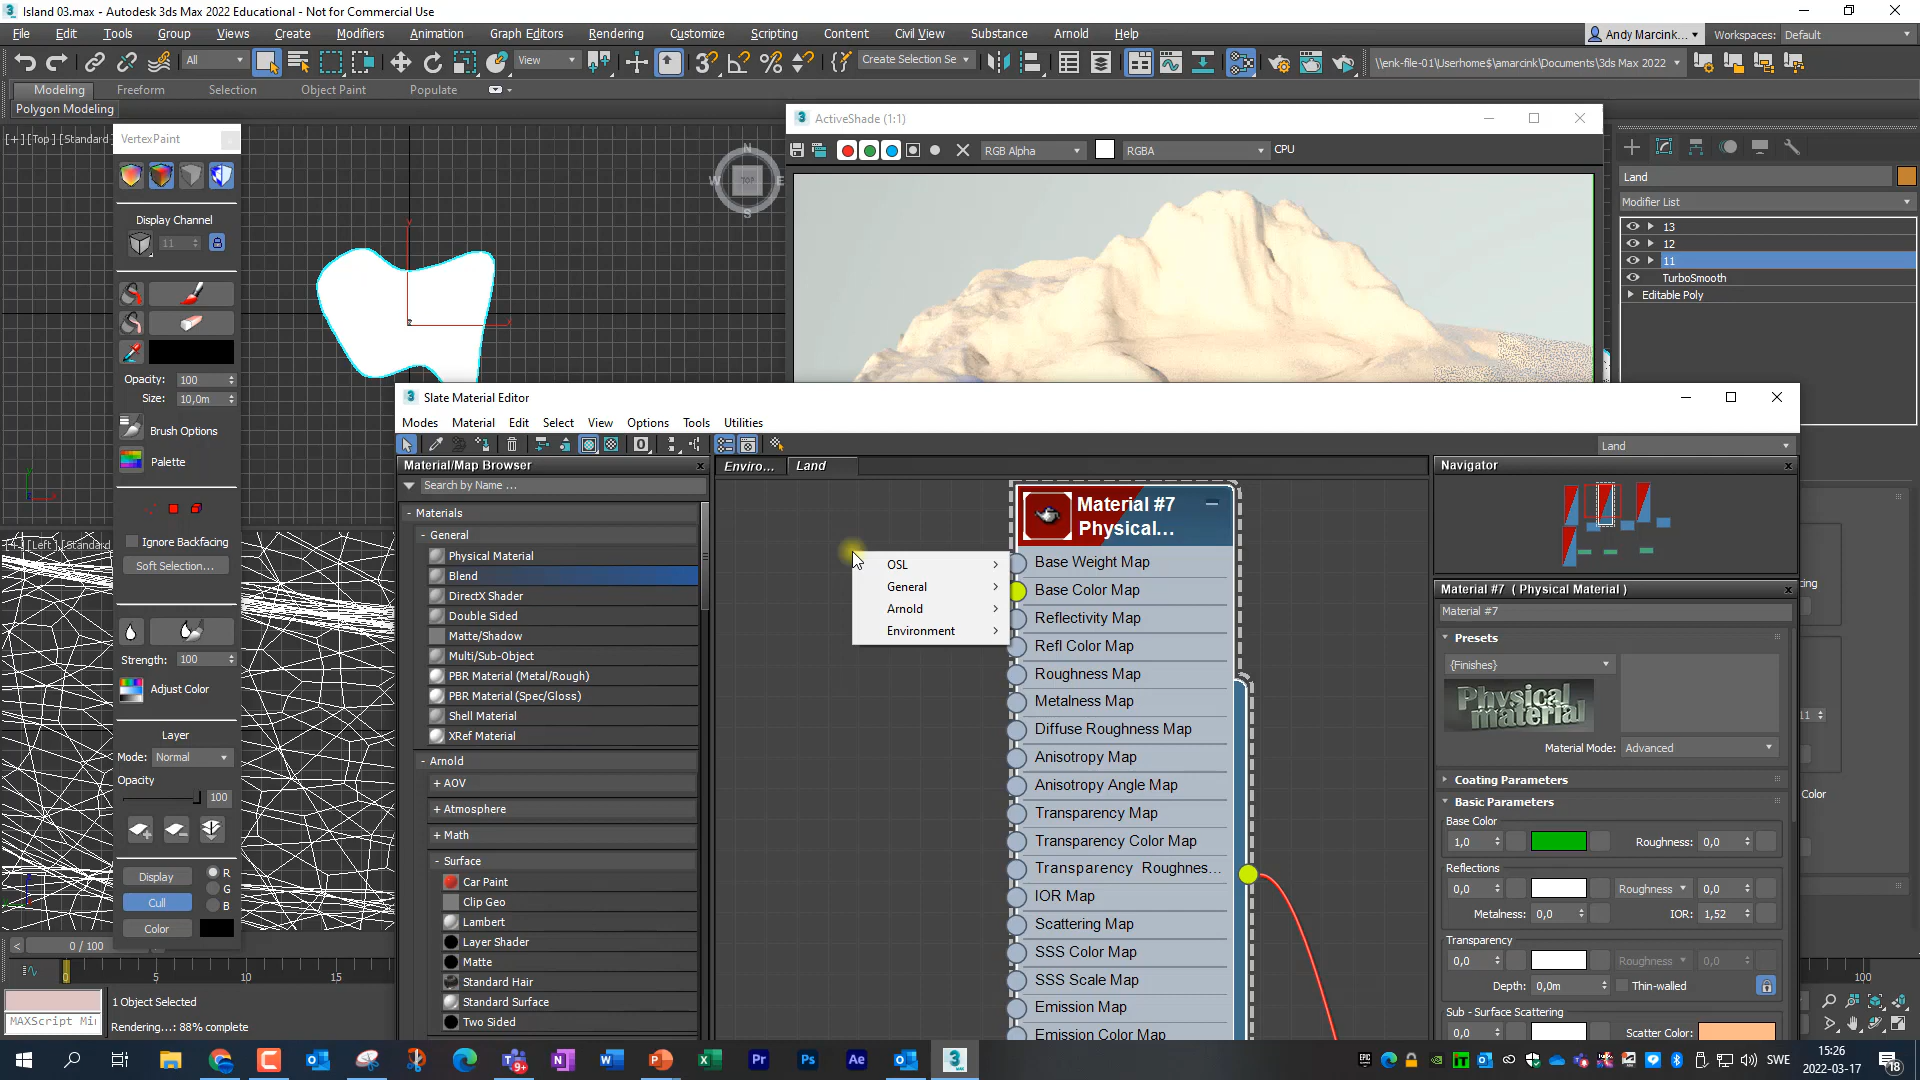 Island 03.max - Autodesk 3ds Max 2022 Educational - Not for Commercial Use
File Edit Tools Group Views Create Modifiers Animation Graph Editors Rendering Customize Scripting Content Civil View Substance Arnold Help
Andy Marcink... Workspaces: Default
All View Create Selection Se \\enk-file-01\Userhome$\amarcink\Documents\3ds Max 2022
Modeling Freeform Selection Object Paint Populate
Polygon Modeling
[+] [Top] [Standard
VertexPaint
Display Channel
11
Opacity: 100
Size: 10,0m
Brush Options
Palette
Ignore Backfacing
Soft Selection...
Strength: 100
Adjust Color
Layer
Mode: Normal
Opacity
100
Display R
G
Cull B
Color
N
W TOP E
S
ActiveShade (1:1)
RGB Alpha RGBA CPU
Land
Modifier List
13
12
11
TurboSmooth
Editable Poly
Slate Material Editor
Modes Material Edit Select View Options Tools Utilities
Land
Material/Map Browser
Search by Name ...
- Materials
- General
Physical Material
Blend
DirectX Shader
Double Sided
Matte/Shadow
Multi/Sub-Object
PBR Material (Metal/Rough)
PBR Material (Spec/Gloss)
Shell Material
XRef Material
- Arnold
+ AOV
+ Atmosphere
+ Math
- Surface
Car Paint
Clip Geo
Lambert
Layer Shader
Matte
Standard Hair
Standard Surface
Two Sided
Enviro... Land
OSL
General
Arnold
Environment
Material #7
Physical...
Base Weight Map
Base Color Map
Reflectivity Map
Refl Color Map
Roughness Map
Metalness Map
Diffuse Roughness Map
Anisotropy Map
Anisotropy Angle Map
Transparency Map
Transparency Color Map
Transparency Roughnes...
IOR Map
Scattering Map
SSS Color Map
SSS Scale Map
Emission Map
Emission Color Map
Navigator
Material #7 ( Physical Material )
Material #7
Presets
{Finishes}
Physical material
Material Mode: Advanced
Coating Parameters
Basic Parameters
Base Color
1,0 Roughness: 0,0
Reflections
0,0 Roughness 0,0
Metalness: 0,0 IOR: 1,52
Transparency
0,0 Roughness 0,0
Depth: 0,0m Thin-walled
Sub - Surface Scattering
0,0 Scatter Color:
ing
11
Color
0 / 100
0 5 10 15 100
1 Object Selected
MAXScript Mi
Rendering...: 88% complete
SWE 15:26
2022-03-17 18